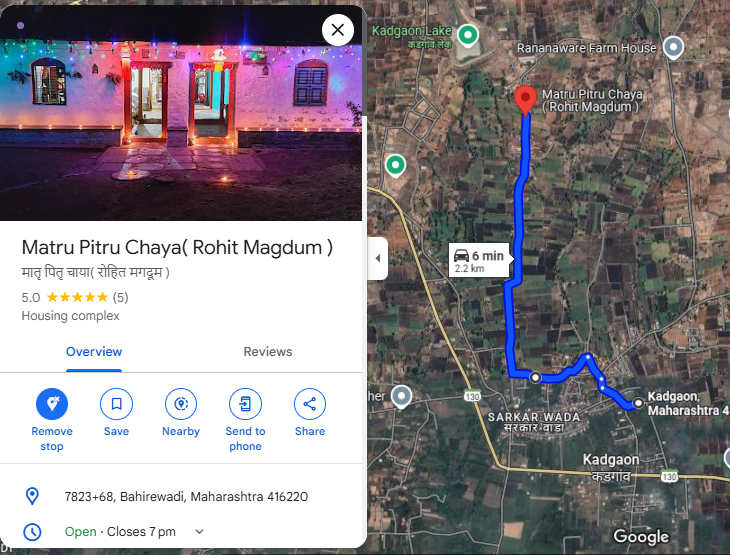 Matru Pitru Chaya( Rohit Magdum )
मातृ पितृ चाया( रोहित मगदूम )
5.0 ★★★★★ (5)
Housing complex
Overview
Reviews
Remove stop
Save
Nearby
Send to phone
Share
7823+68, Bahirewadi, Maharashtra 416220
Open · Closes 7 pm
Kadgaon Lake
कडगाव लेक
Rananaware Farm House
Matru Pitru Chaya
( Rohit Magdum )
6 min
2.2 km
her
130
SARKAR WADA
सरकार वाडा
Kadgaon,
Maharashtra 4
Kadgaon
कडगांव
130
Google